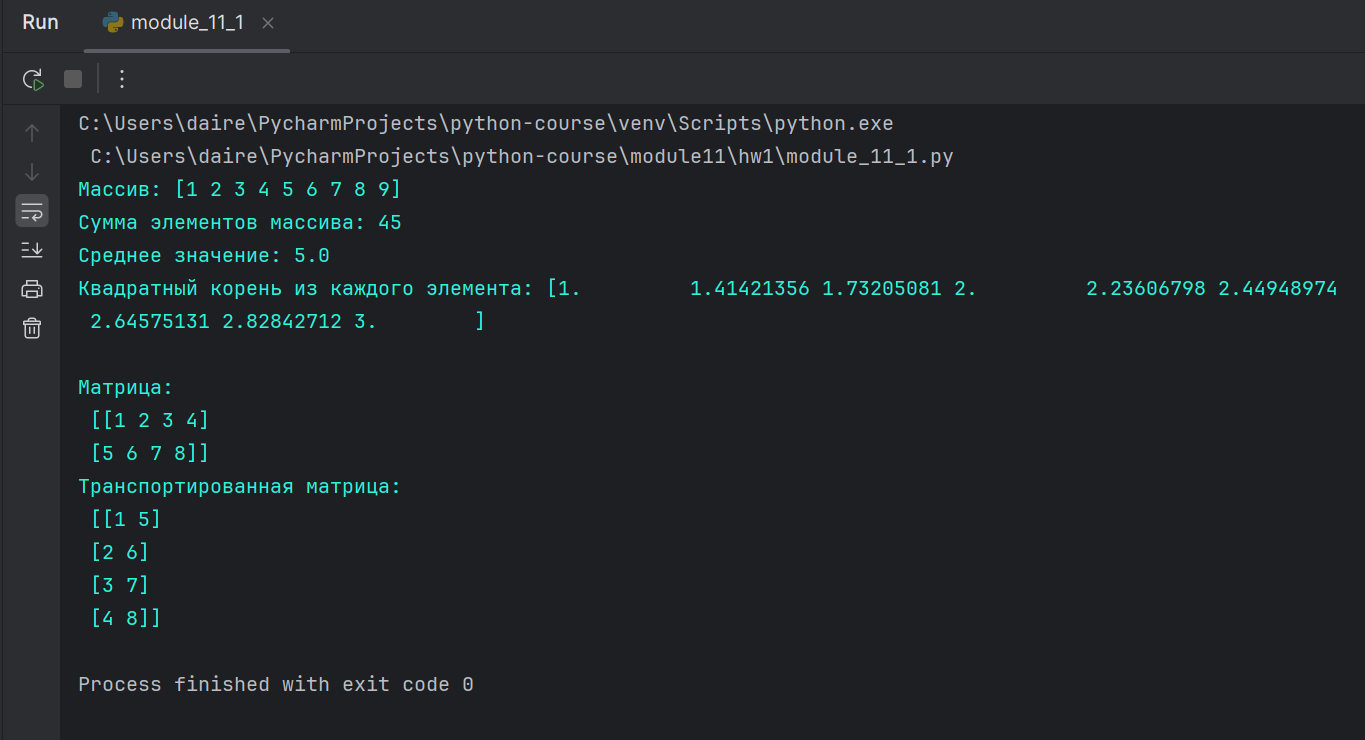 Run module_11_1
C:\Users\daire\PycharmProjects\python-course\venv\Scripts\python.exe
 C:\Users\daire\PycharmProjects\python-course\module11\hw1\module_11_1.py
Массив: [1 2 3 4 5 6 7 8 9]
Сумма элементов массива: 45
Среднее значение: 5.0
Квадратный корень из каждого элемента: [1.         1.41421356 1.73205081 2.         2.23606798 2.44948974
 2.64575131 2.82842712 3.        ]
Матрица:
 [[1 2 3 4]
 [5 6 7 8]]
Транспортированная матрица:
 [[1 5]
 [2 6]
 [3 7]
 [4 8]]
Process finished with exit code 0